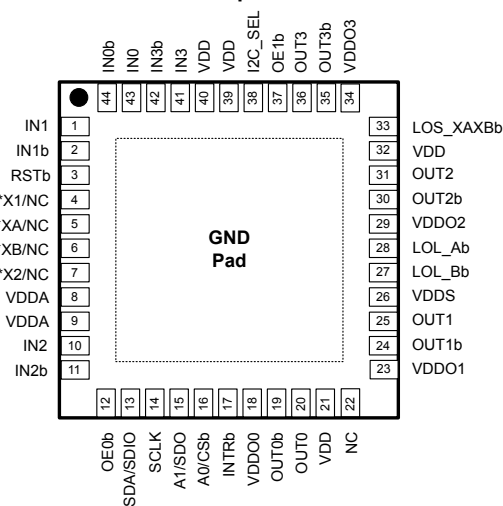 IN0b
IN0
IN3b
IN3
VDD
VDD
I2C_SEL
OE1b
OUT3
OUT3b
VDDO3
44
43
42
41
40
39
38
37
36
35
34
IN1 1
IN1b 2
RSTb 3
*X1/NC 4
*XA/NC 5
*XB/NC 6
*X2/NC 7
VDDA 8
VDDA 9
IN2 10
IN2b 11
GND
Pad
33 LOS_XAXBb
32 VDD
31 OUT2
30 OUT2b
29 VDDO2
28 LOL_Ab
27 LOL_Bb
26 VDDS
25 OUT1
24 OUT1b
23 VDDO1
12
13
14
15
16
17
18
19
20
21
22
OE0b
SDA/SDIO
SCLK
A1/SDO
A0/CSb
INTRb
VDDO0
OUT0b
OUT0
VDD
NC